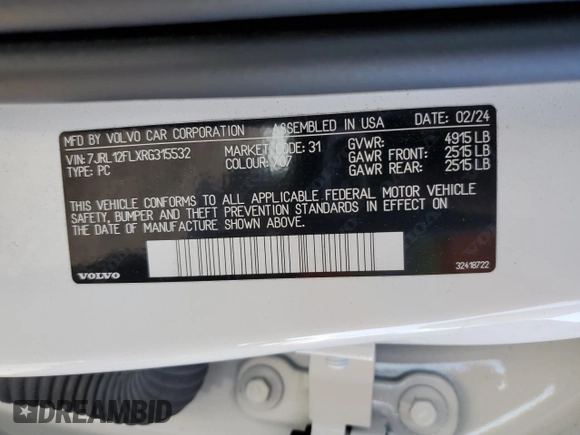 MFD BY VOLVO CAR CORPORATION ASSEMBLED IN USA DATE: 02/24
VIN: 7JRL12FLXRG315532 MARKET CODE: 31 GVWR: 4915 LB
TYPE: PC COLOUR: 707 GAWR FRONT: 2515 LB
GAWR REAR: 2515 LB
THIS VEHICLE CONFORMS TO ALL APPLICABLE FEDERAL MOTOR VEHICLE
SAFETY, BUMPER AND THEFT PREVENTION STANDARDS IN EFFECT ON
THE DATE OF MANUFACTURE SHOWN ABOVE.
VOLVO 32418722
DREAMBID